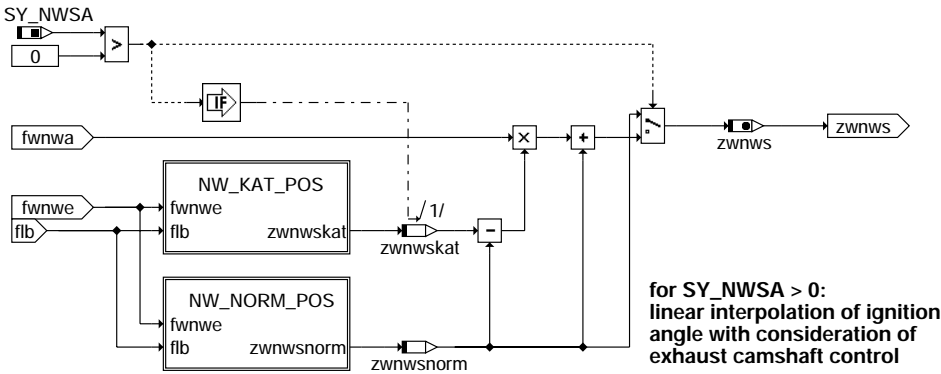 SY_NWSA
0
>
IF
fwnwa
×
+
zwnws
zwnws
NW_KAT_POS
fwnwe
fwnwe
flb
flb
zwnwskat
/1/
zwnwskat
-
NW_NORM_POS
fwnwe
flb
zwnwsnorm
zwnwsnorm
for SY_NWSA > 0:
linear interpolation of ignition
angle with consideration of
exhaust camshaft control